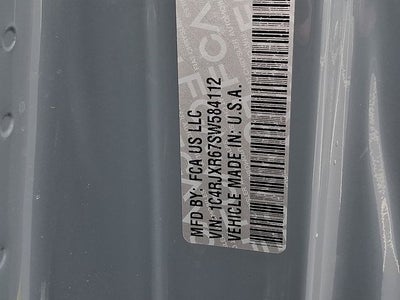 MFD BY: FCA US LLC
VIN: 1C4RJXR67SW584112
VEHICLE MADE IN: U.S.A.